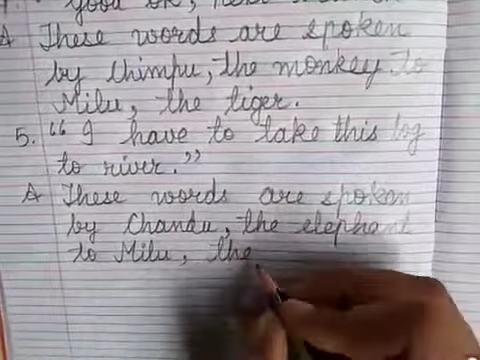 These words are spoken
by Chimpu, the monkey to
Milu, the tiger.
5. "I have to take this log
to river."
A These words are spoken
by Chandu, the elephant
to Milu, the